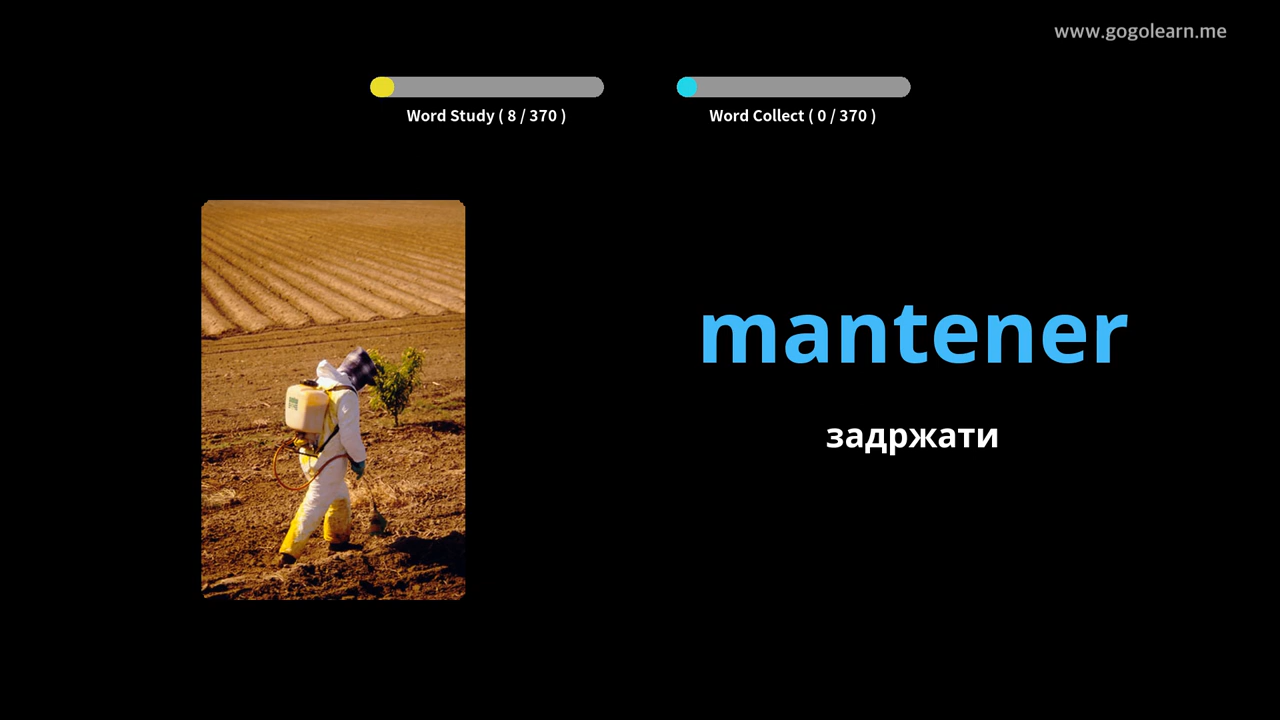 www.gogolearn.me
Word Study ( 8 / 370 )
Word Collect ( 0 / 370 )
mantener
задржати